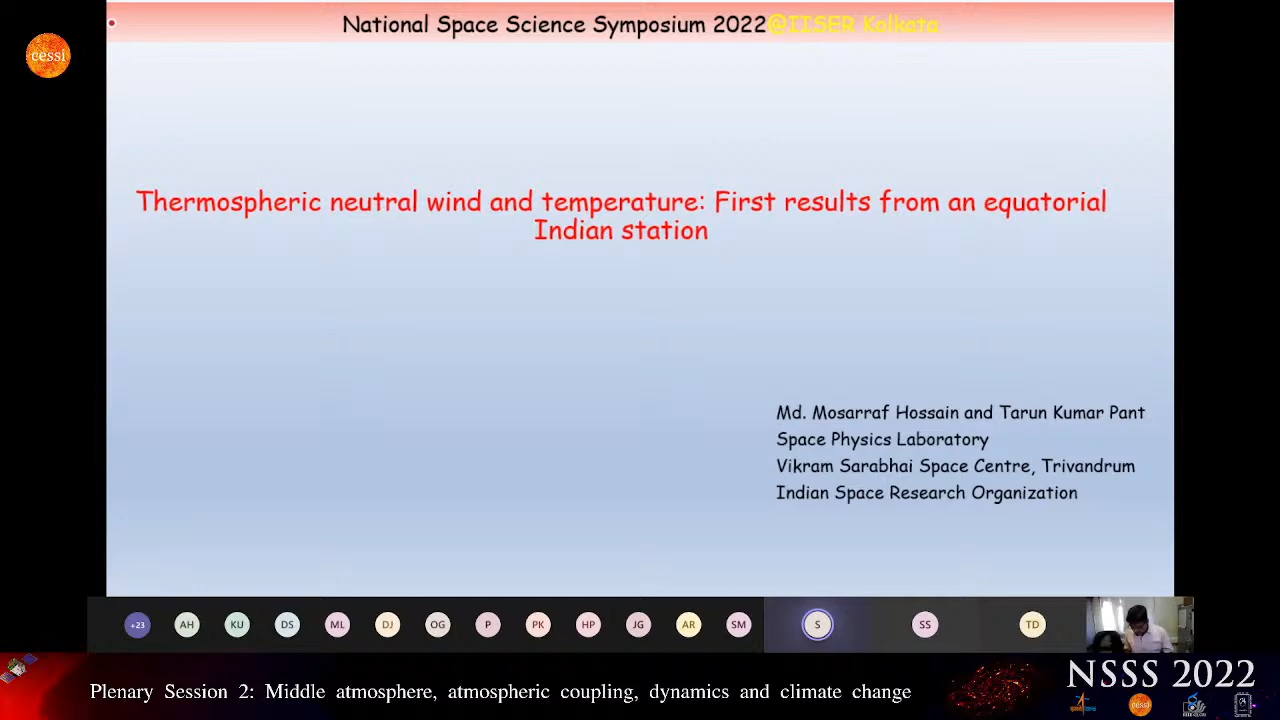 National Space Science Symposium 2022@IISER Kolkata
cessi
Thermospheric neutral wind and temperature: First results from an equatorial
Indian station
Md. Mosarraf Hossain and Tarun Kumar Pant
Space Physics Laboratory
Vikram Sarabhai Space Centre, Trivandrum
Indian Space Research Organization
+23 AH KU DS ML DJ OG P PK HP JG AR SM S SS TD
NSSS 2022
Plenary Session 2: Middle atmosphere, atmospheric coupling, dynamics and climate change
cessi